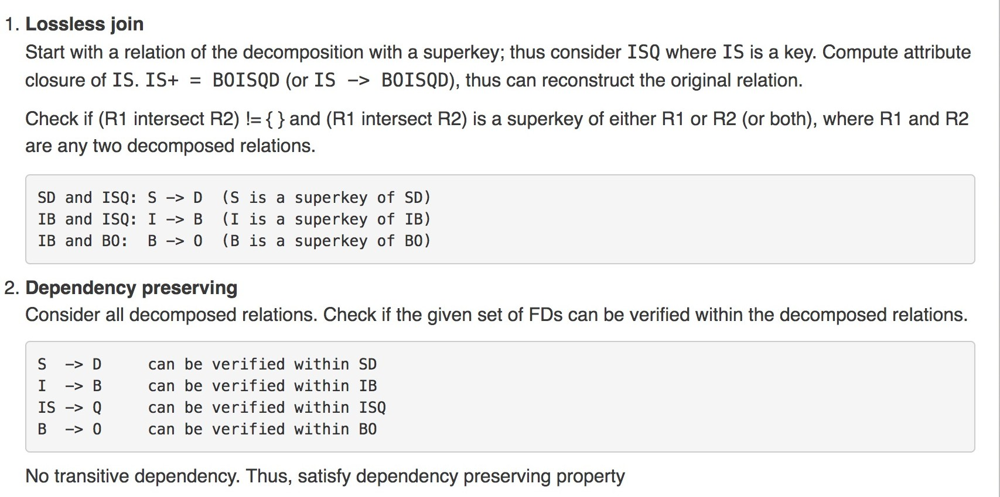 1. Lossless join
Start with a relation of the decomposition with a superkey; thus consider ISQ where IS is a key. Compute attribute
closure of IS. IS+ = BOISQD (or IS -> BOISQD), thus can reconstruct the original relation.
Check if (R1 intersect R2) != { } and (R1 intersect R2) is a superkey of either R1 or R2 (or both), where R1 and R2
are any two decomposed relations.
SD and ISQ: S -> D (S is a superkey of SD)
IB and ISQ: I -> B (I is a superkey of IB)
IB and BO: B -> O (B is a superkey of BO)
2. Dependency preserving
Consider all decomposed relations. Check if the given set of FDs can be verified within the decomposed relations.
S -> D can be verified within SD
I -> B can be verified within IB
IS -> Q can be verified within ISQ
B -> O can be verified within BO
No transitive dependency. Thus, satisfy dependency preserving property